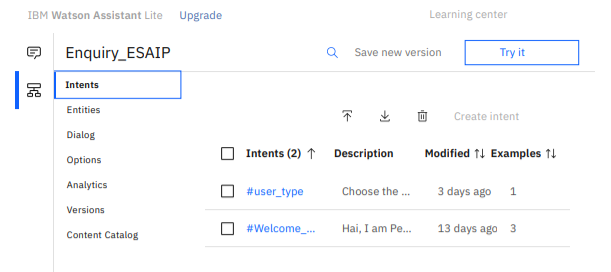 IBM Watson Assistant Lite Upgrade Learning center
Enquiry_ESAIP Save new version Try it
Intents
Entities
Dialog
Options
Analytics
Versions
Content Catalog
Create intent
Intents (2) Description Modified Examples
#user_type Choose the ... 3 days ago 1
#Welcome_... Hai, I am Pe... 13 days ago 3